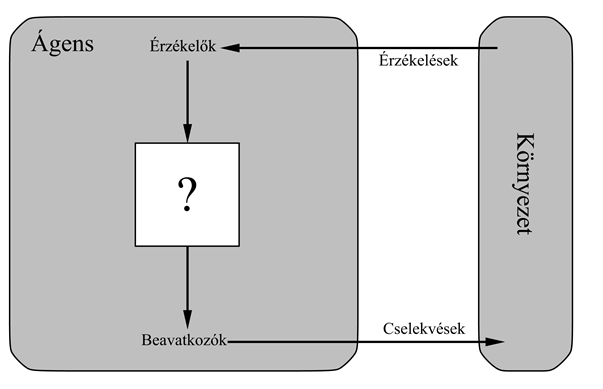 Ágens
Érzékelők
Érzékelések
Környezet
?
Beavatkozók
Cselekvések